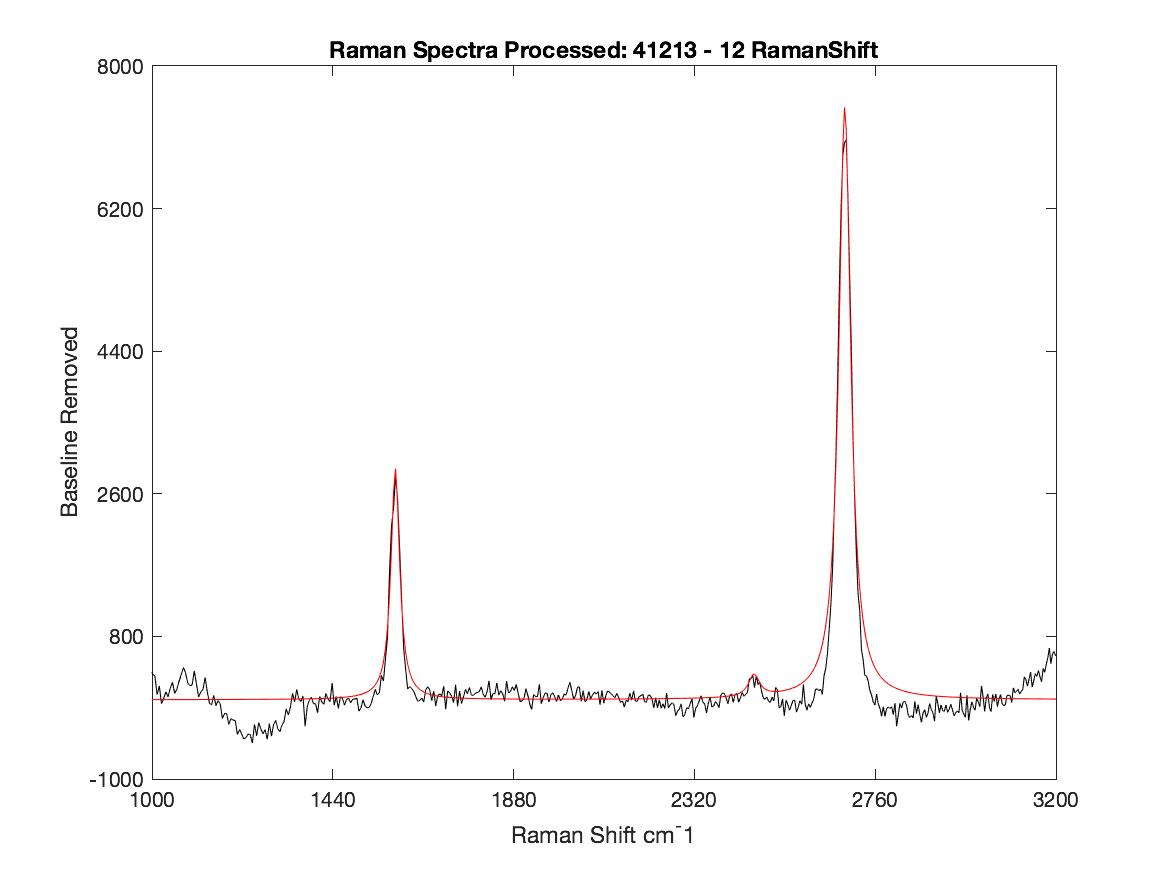 Raman Spectra Processed: 41213 - 12 RamanShift
8000
6200
4400
2600
800
-1000
Baseline Removed
1000 1440 1880 2320 2760 3200
Raman Shift cm⁻1